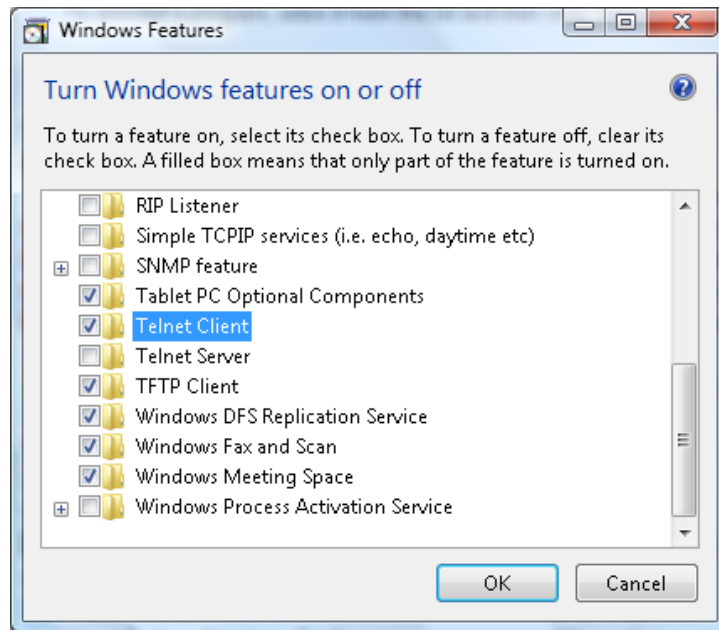 Windows Features
Turn Windows features on or off
To turn a feature on, select its check box. To turn a feature off, clear its
check box. A filled box means that only part of the feature is turned on.
RIP Listener
Simple TCPIP services (i.e. echo, daytime etc)
SNMP feature
Tablet PC Optional Components
Telnet Client
Telnet Server
TFTP Client
Windows DFS Replication Service
Windows Fax and Scan
Windows Meeting Space
Windows Process Activation Service
OK Cancel